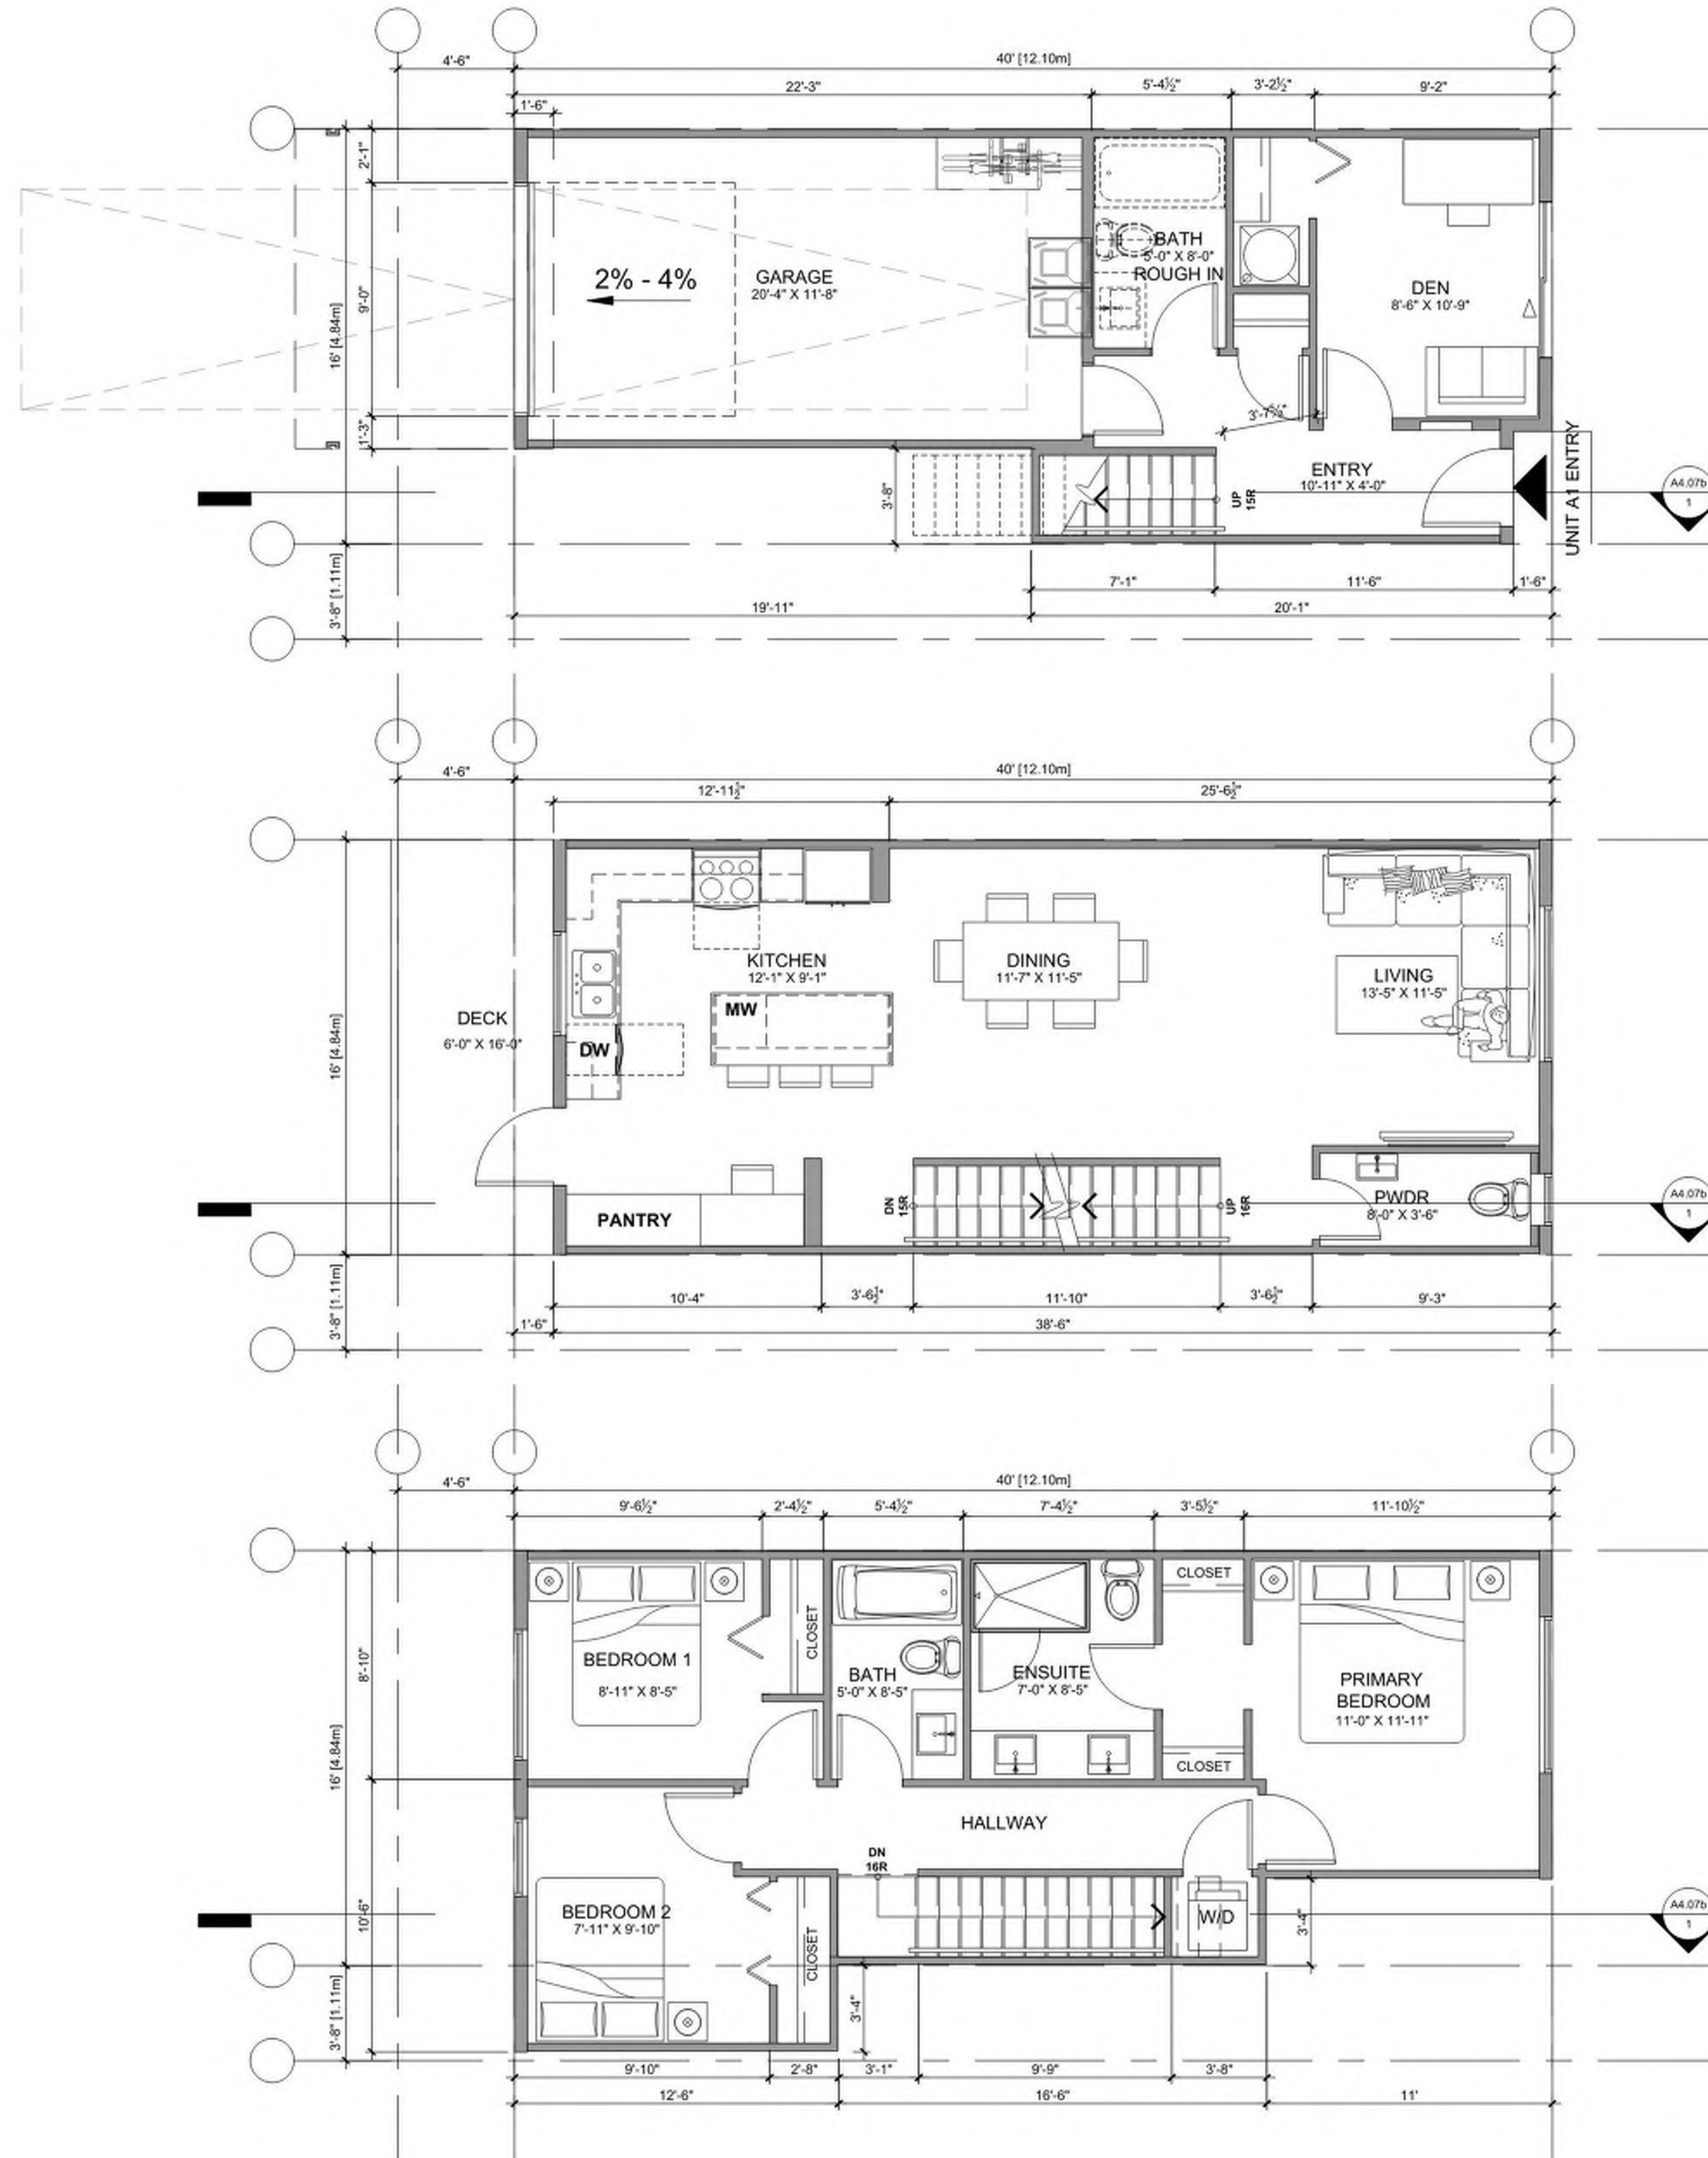 4'-6"
40' [12.10m]
22'-3"
5'-4½"
3'-2½"
9'-2"
1'-6"
2'-1"
9'-0"
1'-3"
16' [4.84m]
3'-8" [1.11m]
2% - 4%
GARAGE
20'-4" X 11'-8"
BATH
5'-0" X 8'-0"
ROUGH IN
DEN
8'-6" X 10'-9"
ENTRY
10'-11" X 4'-0"
UP
15R
3'-8"
UNIT A1 ENTRY
A4.07b
1
7'-1"
11'-6"
1'-6"
19'-11"
20'-1"
4'-6"
40' [12.10m]
12'-11½"
25'-6½"
16' [4.84m]
3'-8" [1.11m]
DECK
6'-0" X 16'-0"
KITCHEN
12'-1" X 9'-1"
MW
DW
DINING
11'-7" X 11'-5"
LIVING
13'-5" X 11'-5"
PANTRY
DN
15R
UP
16R
PWDR
8'-0" X 3'-6"
A4.07b
1
10'-4"
3'-6½"
11'-10"
3'-6½"
9'-3"
1'-6"
38'-6"
4'-6"
40' [12.10m]
9'-6½"
2'-4½"
5'-4½"
7'-4½"
3'-5½"
11'-10½"
8'-10"
16' [4.84m]
10'-6"
3'-8" [1.11m]
BEDROOM 1
8'-11" X 8'-5"
CLOSET
BATH
5'-0" X 8'-5"
ENSUITE
7'-0" X 8'-5"
CLOSET
CLOSET
PRIMARY
BEDROOM
11'-0" X 11'-11"
HALLWAY
DN
16R
BEDROOM 2
7'-11" X 9'-10"
CLOSET
W/D
3'-4"
3'-4"
A4.07b
1
9'-10"
2'-8"
3'-1"
9'-9"
3'-8"
12'-6"
16'-6"
11'